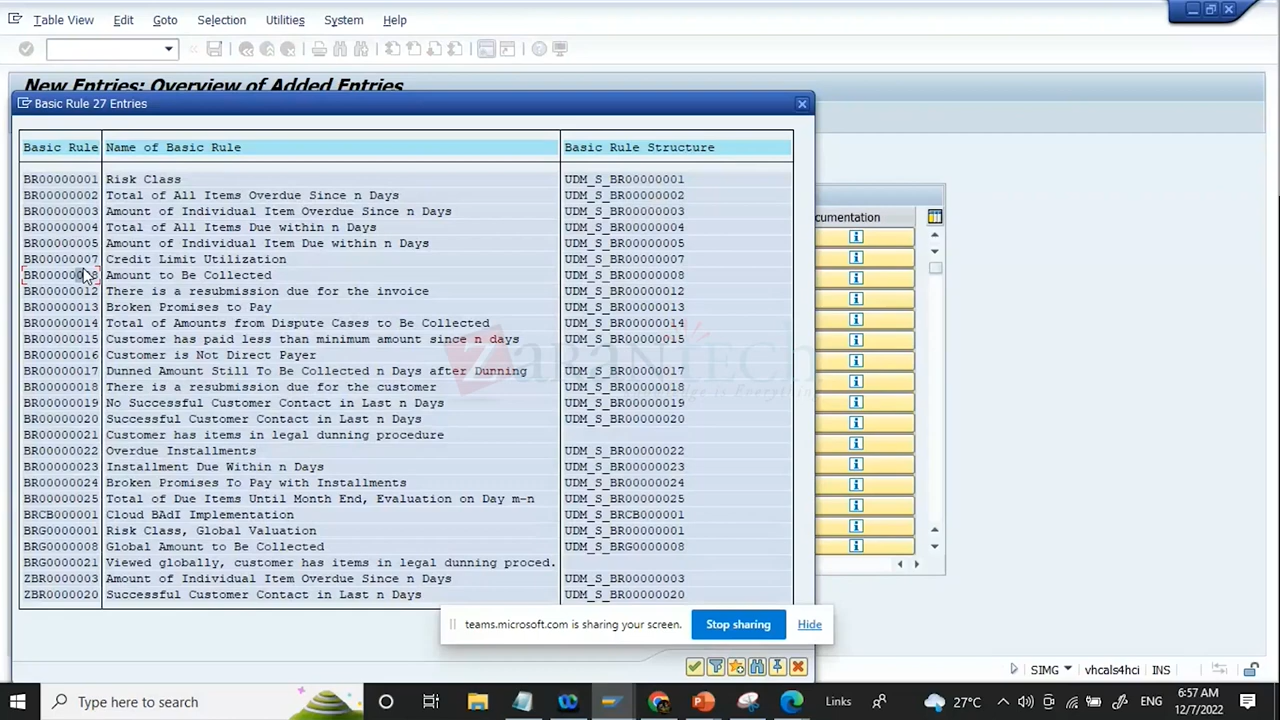 Table View Edit Goto Selection Utilities System Help
New Entries: Overview of Added Entries
Basic Rule 27 Entries
Basic Rule Name of Basic Rule Basic Rule Structure
BR00000001 Risk Class UDM_S_BR00000001
BR00000002 Total of All Items Overdue Since n Days UDM_S_BR00000002
BR00000003 Amount of Individual Item Overdue Since n Days UDM_S_BR00000003
BR00000004 Total of All Items Due within n Days UDM_S_BR00000004
BR00000005 Amount of Individual Item Due within n Days UDM_S_BR00000005
BR00000007 Credit Limit Utilization UDM_S_BR00000007
BR00000008 Amount to Be Collected UDM_S_BR00000008
BR00000012 There is a resubmission due for the invoice UDM_S_BR00000012
BR00000013 Broken Promises to Pay UDM_S_BR00000013
BR00000014 Total of Amounts from Dispute Cases to Be Collected UDM_S_BR00000014
BR00000015 Customer has paid less than minimum amount since n days UDM_S_BR00000015
BR00000016 Customer is Not Direct Payer
BR00000017 Dunned Amount Still To Be Collected n Days after Dunning UDM_S_BR00000017
BR00000018 There is a resubmission due for the customer UDM_S_BR00000018
BR00000019 No Successful Customer Contact in Last n Days UDM_S_BR00000019
BR00000020 Successful Customer Contact in Last n Days UDM_S_BR00000020
BR00000021 Customer has items in legal dunning procedure
BR00000022 Overdue Installments UDM_S_BR00000022
BR00000023 Installment Due Within n Days UDM_S_BR00000023
BR00000024 Broken Promises To Pay with Installments UDM_S_BR00000024
BR00000025 Total of Due Items Until Month End, Evaluation on Day m-n UDM_S_BR00000025
BRCB000001 Cloud BAdI Implementation UDM_S_BRCB000001
BRG0000001 Risk Class, Global Valuation UDM_S_BR00000001
BRG0000008 Global Amount to Be Collected UDM_S_BRG0000008
BRG0000021 Viewed globally, customer has items in legal dunning proced.
ZBR0000003 Amount of Individual Item Overdue Since n Days UDM_S_BR00000003
ZBR0000020 Successful Customer Contact in Last n Days UDM_S_BR00000020
cumentation
ZaranTech
teams.microsoft.com is sharing your screen. Stop sharing Hide
SIMG vhcals4hci INS
Type here to search Links 27°C ENG 6:57 AM
12/7/2022